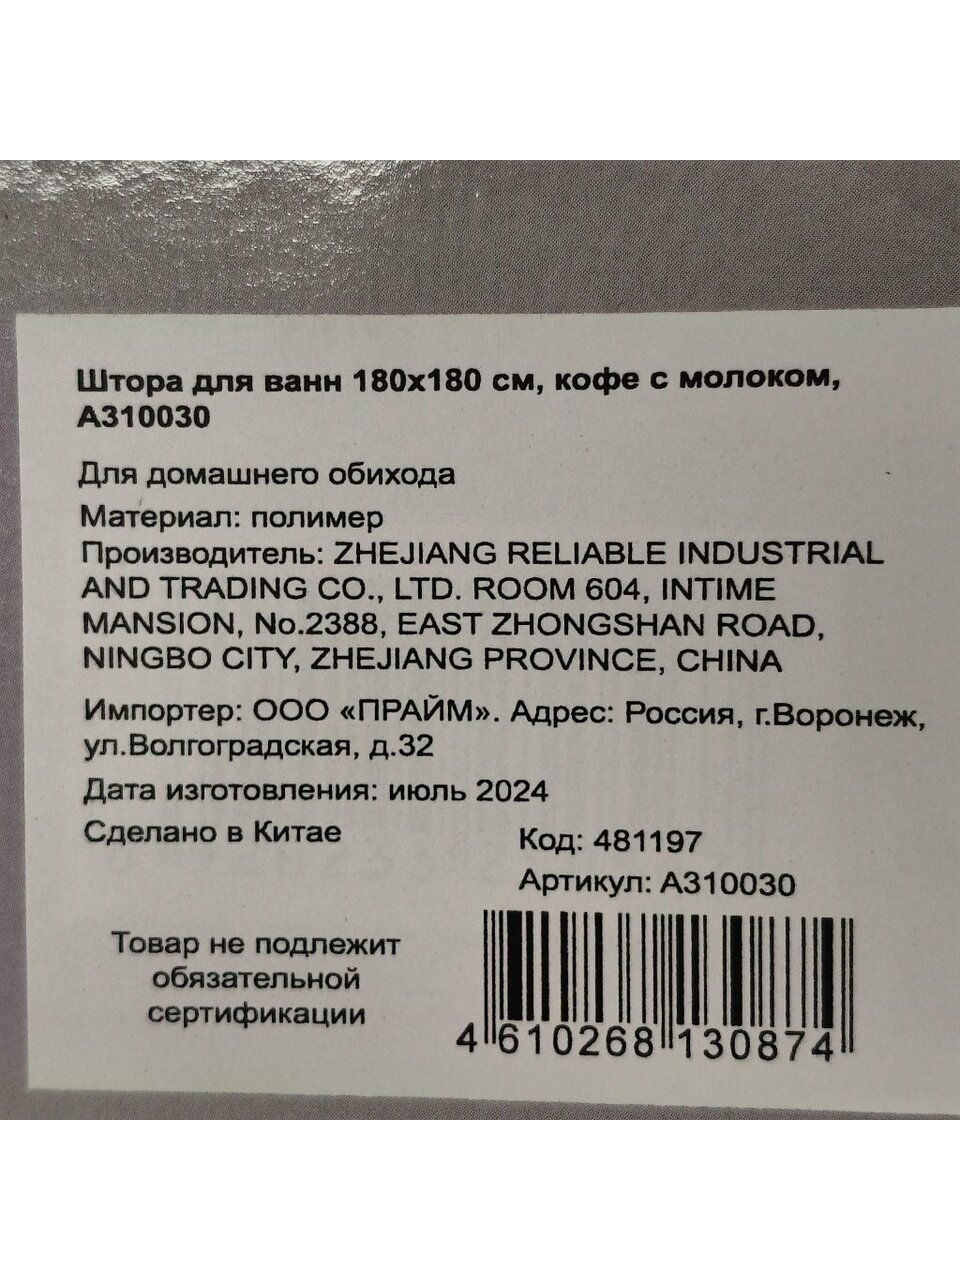 Штора для ванн 180х180 см, кофе с молоком,
А310030
Для домашнего обихода
Материал: полимер
Производитель: ZHEJIANG RELIABLE INDUSTRIAL
AND TRADING CO., LTD. ROOM 604, INTIME
MANSION, No.2388, EAST ZHONGSHAN ROAD,
NINGBO CITY, ZHEJIANG PROVINCE, CHINA
Импортер: ООО «ПРАЙМ». Адрес: Россия, г.Воронеж,
ул.Волгоградская, д.32
Дата изготовления: июль 2024
Сделано в Китае
Код: 481197
Артикул: А310030
Товар не подлежит
обязательной
сертификации
4 610268 130874